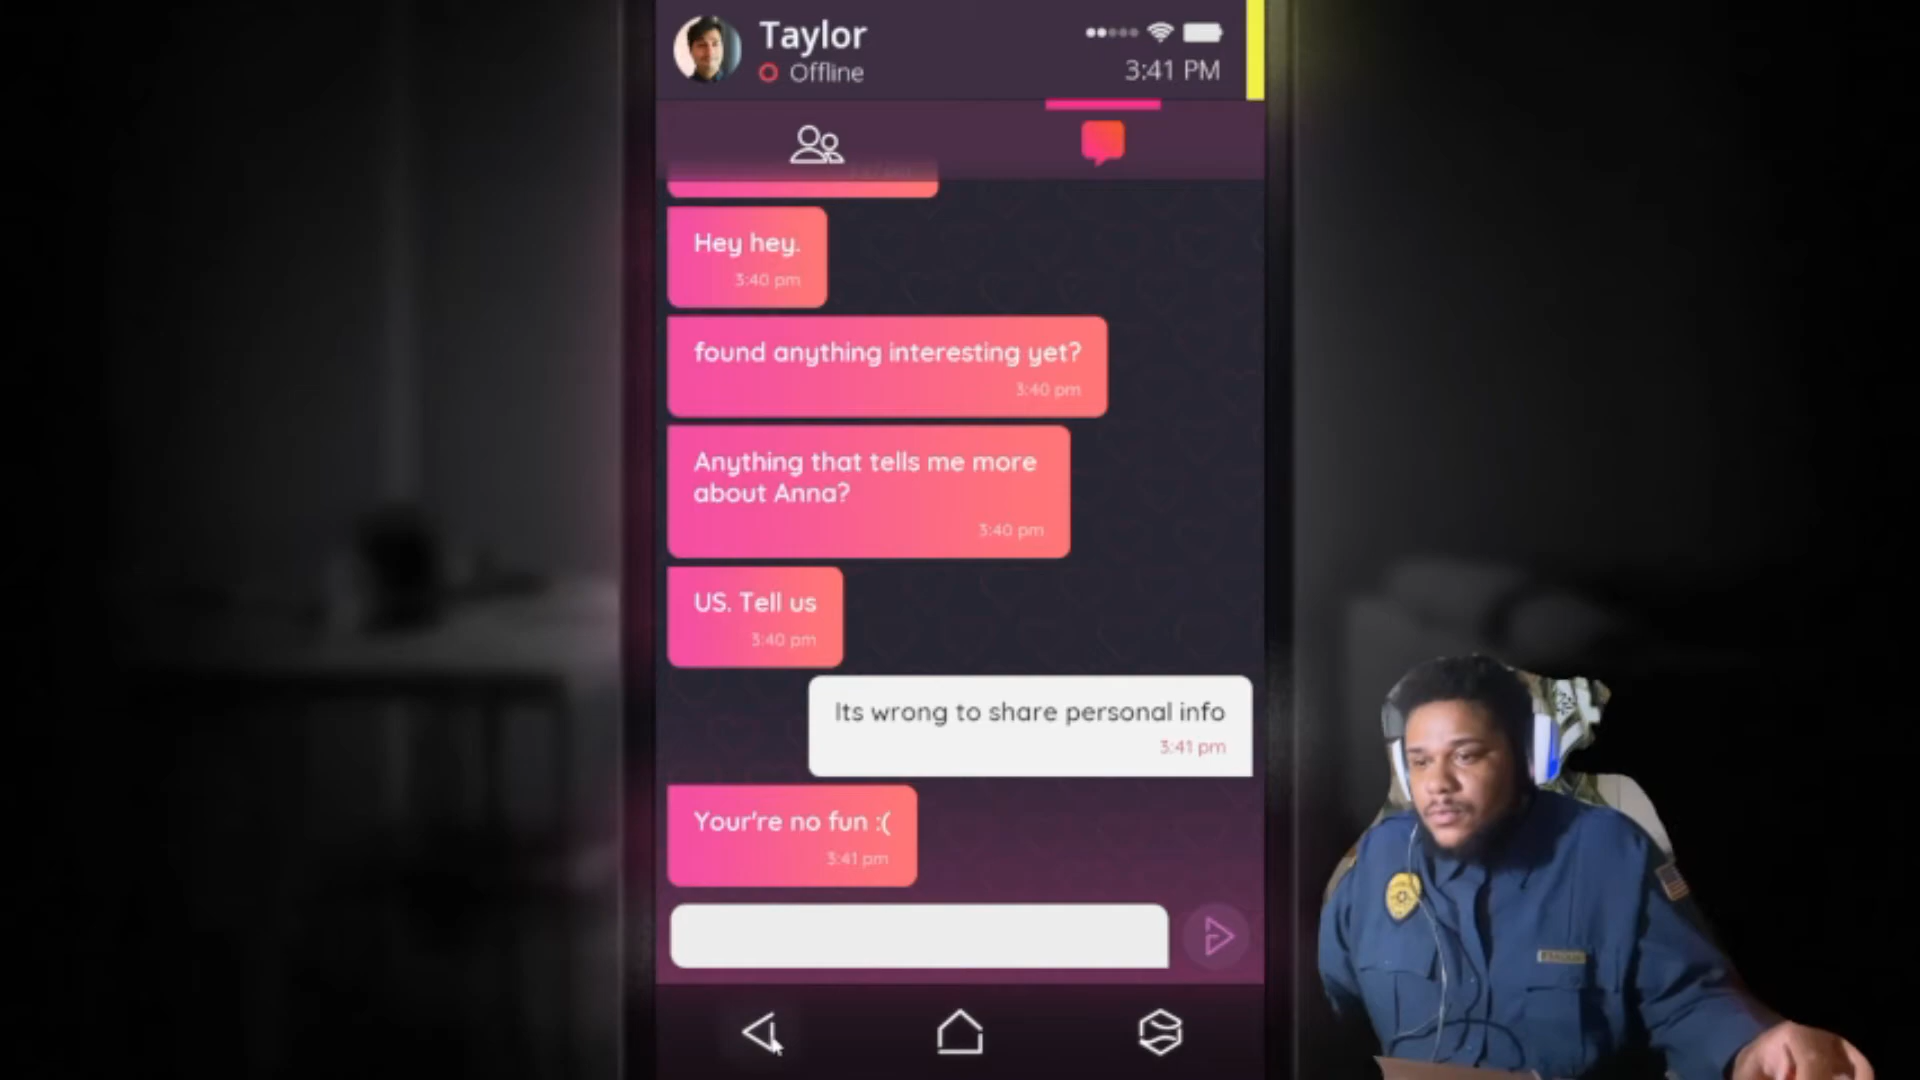 Taylor
Offline
3:41 PM
Hey hey.
3:40 pm
found anything interesting yet?
3:40 pm
Anything that tells me more
about Anna?
3:40 pm
US. Tell us
3:40 pm
Its wrong to share personal info
3:41 pm
Your're no fun :(
3:41 pm